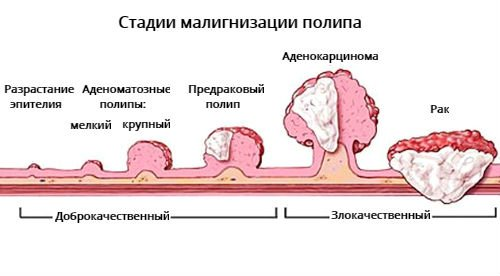 Стадии малигнизации полипа
Разрастание
эпителия
Аденоматозные
полипы:
мелкий
крупный
Предраковый
полип
Аденокарцинома
Рак
Доброкачественный
Злокачественный